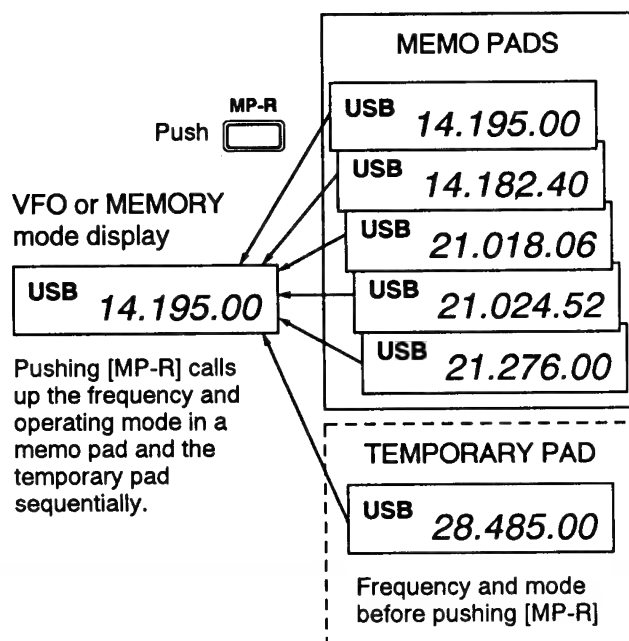 MEMO PADS
MP-R
Push
USB 14.195.00
USB 14.182.40
USB 21.018.06
USB 21.024.52
USB 21.276.00
VFO or MEMORY
mode display
USB 14.195.00
Pushing [MP-R] calls
up the frequency and
operating mode in a
memo pad and the
temporary pad
sequentially.
TEMPORARY PAD
USB 28.485.00
Frequency and mode
before pushing [MP-R]